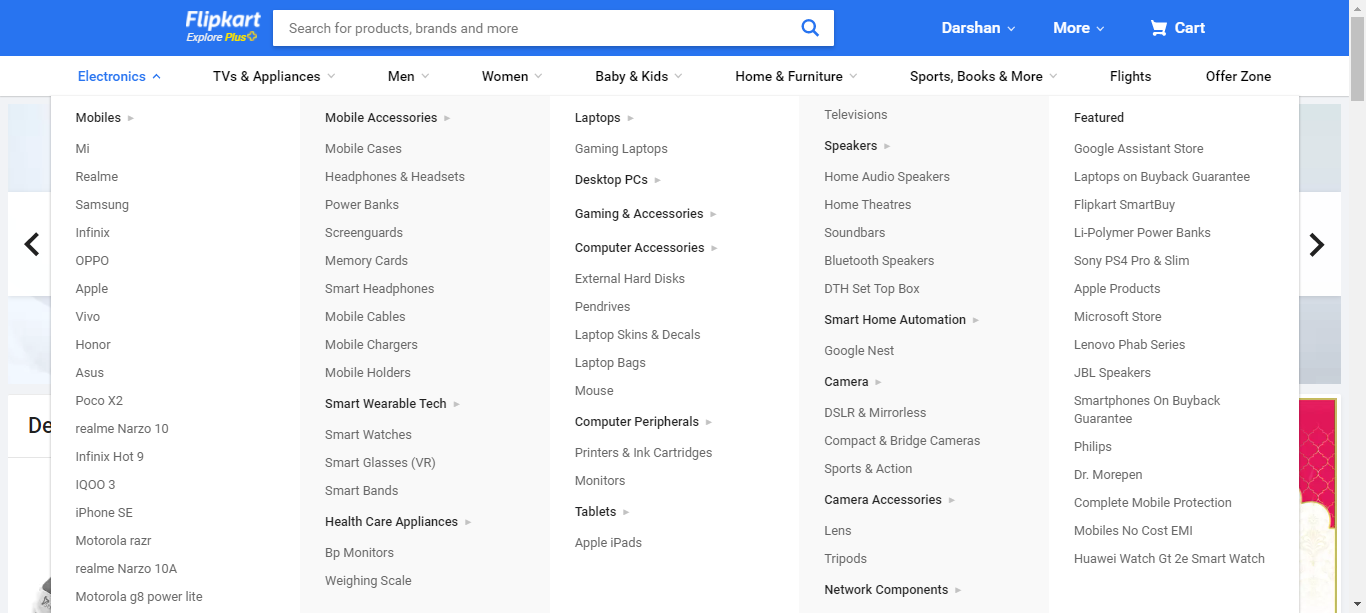 Flipkart
Explore Plus
Search for products, brands and more
Darshan
More
Cart
Electronics
TVs & Appliances
Men
Women
Baby & Kids
Home & Furniture
Sports, Books & More
Flights
Offer Zone
Mobiles
Mi
Realme
Samsung
Infinix
OPPO
Apple
Vivo
Honor
Asus
Poco X2
realme Narzo 10
Infinix Hot 9
IQOO 3
iPhone SE
Motorola razr
realme Narzo 10A
Motorola g8 power lite
Mobile Accessories
Mobile Cases
Headphones & Headsets
Power Banks
Screenguards
Memory Cards
Smart Headphones
Mobile Cables
Mobile Chargers
Mobile Holders
Smart Wearable Tech
Smart Watches
Smart Glasses (VR)
Smart Bands
Health Care Appliances
Bp Monitors
Weighing Scale
Laptops
Gaming Laptops
Desktop PCs
Gaming & Accessories
Computer Accessories
External Hard Disks
Pendrives
Laptop Skins & Decals
Laptop Bags
Mouse
Computer Peripherals
Printers & Ink Cartridges
Monitors
Tablets
Apple iPads
Televisions
Speakers
Home Audio Speakers
Home Theatres
Soundbars
Bluetooth Speakers
DTH Set Top Box
Smart Home Automation
Google Nest
Camera
DSLR & Mirrorless
Compact & Bridge Cameras
Sports & Action
Camera Accessories
Lens
Tripods
Network Components
Featured
Google Assistant Store
Laptops on Buyback Guarantee
Flipkart SmartBuy
Li-Polymer Power Banks
Sony PS4 Pro & Slim
Apple Products
Microsoft Store
Lenovo Phab Series
JBL Speakers
Smartphones On Buyback
Guarantee
Philips
Dr. Morepen
Complete Mobile Protection
Mobiles No Cost EMI
Huawei Watch Gt 2e Smart Watch
De